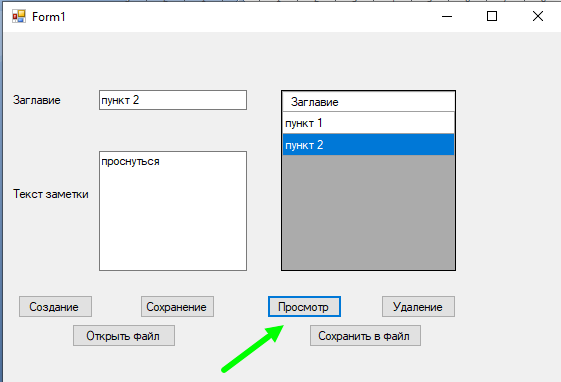 Form1
Заглавие
пункт 2
Заглавие
пункт 1
пункт 2
проснуться
Текст заметки
Создание
Сохранение
Просмотр
Удаление
Открыть файл
Сохранить в файл